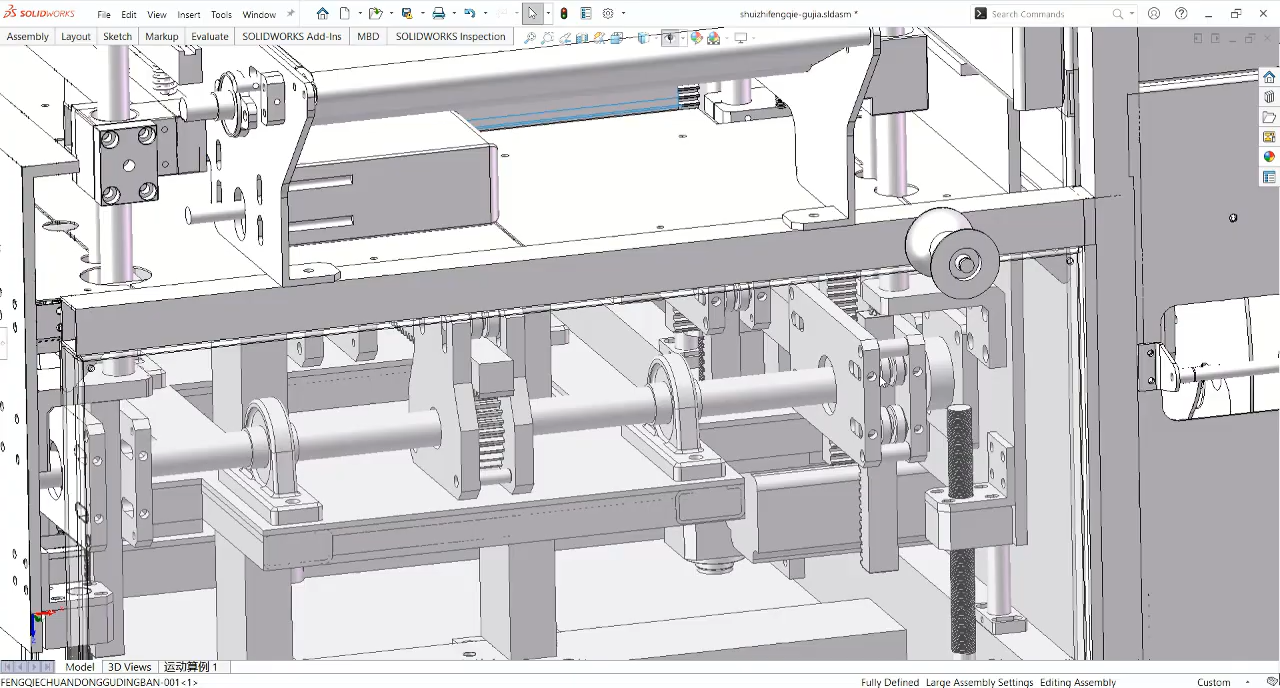 SOLIDWORKS File Edit View Insert Tools Window shuizhifengqie-gujia.sldasm * Search Commands
Assembly Layout Sketch Markup Evaluate SOLIDWORKS Add-Ins MBD SOLIDWORKS Inspection
Model 3D Views 运动算例 1
FENGQIECHUANDONGGUDINGBAN-001<1> Fully Defined Large Assembly Settings Editing Assembly Custom